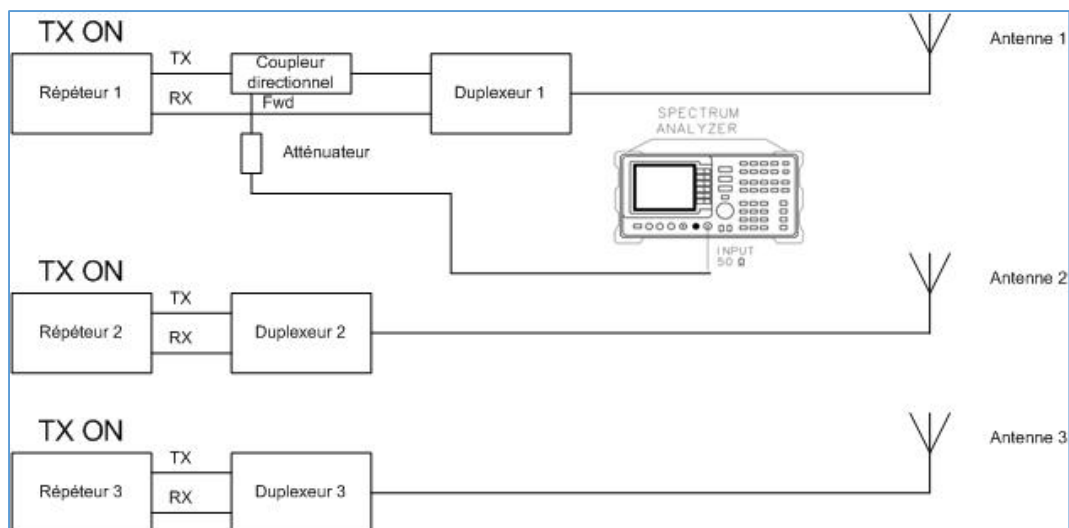 TX ON
Répéteur 1
TX
RX
Coupleur
directionnel
Fwd
Duplexeur 1
Antenne 1
Atténuateur
SPECTRUM
ANALYZER
INPUT
50 Ω
TX ON
Répéteur 2
TX
RX
Duplexeur 2
Antenne 2
TX ON
Répéteur 3
TX
RX
Duplexeur 3
Antenne 3